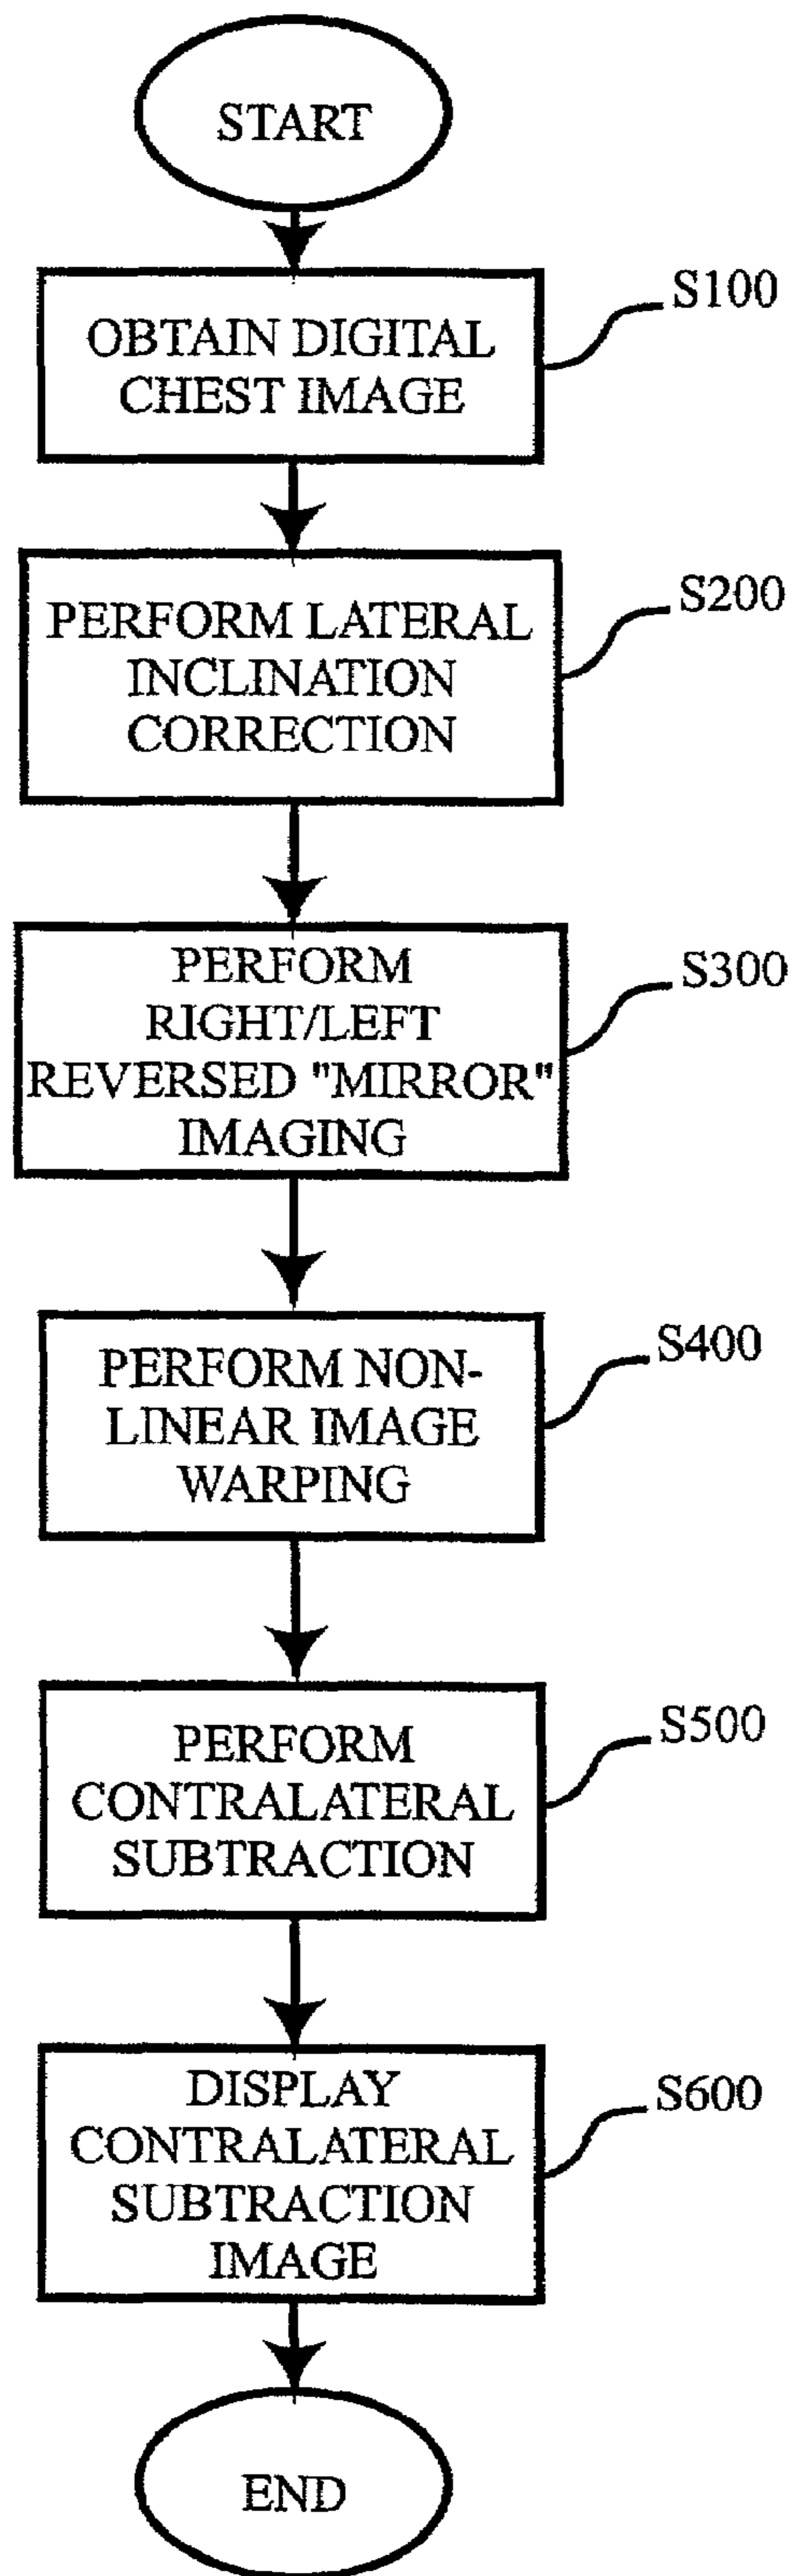 START
S100
OBTAIN DIGITAL
CHEST IMAGE
S200
PERFORM LATERAL
INCLINATION
CORRECTION
S300
PERFORM
RIGHT/LEFT
REVERSED "MIRROR"
IMAGING
S400
PERFORM NON-
LINEAR IMAGE
WARPING
S500
PERFORM
CONTRALATERAL
SUBTRACTION
S600
DISPLAY
CONTRALATERAL
SUBTRACTION
IMAGE
END